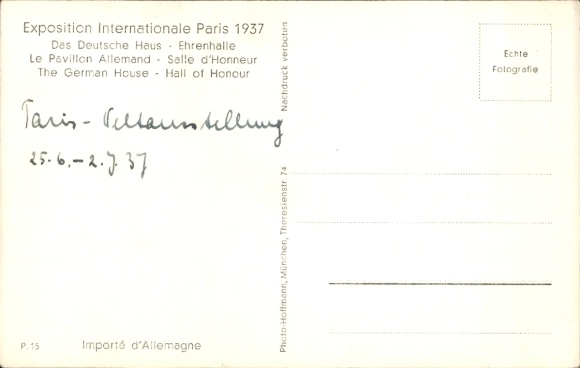 Exposition Internationale Paris 1937
Das Deutsche Haus - Ehrenhalle
Le Pavillon Allemand - Salle d'Honneur
The German House - Hall of Honour
Paris - Weltausstellung
25.6.-2.7.37
Nachdruck verboten
Photo-Hoffmann, München, Theresienstr. 74
Echte
Fotografie
P. 15 Importé d'Allemagne